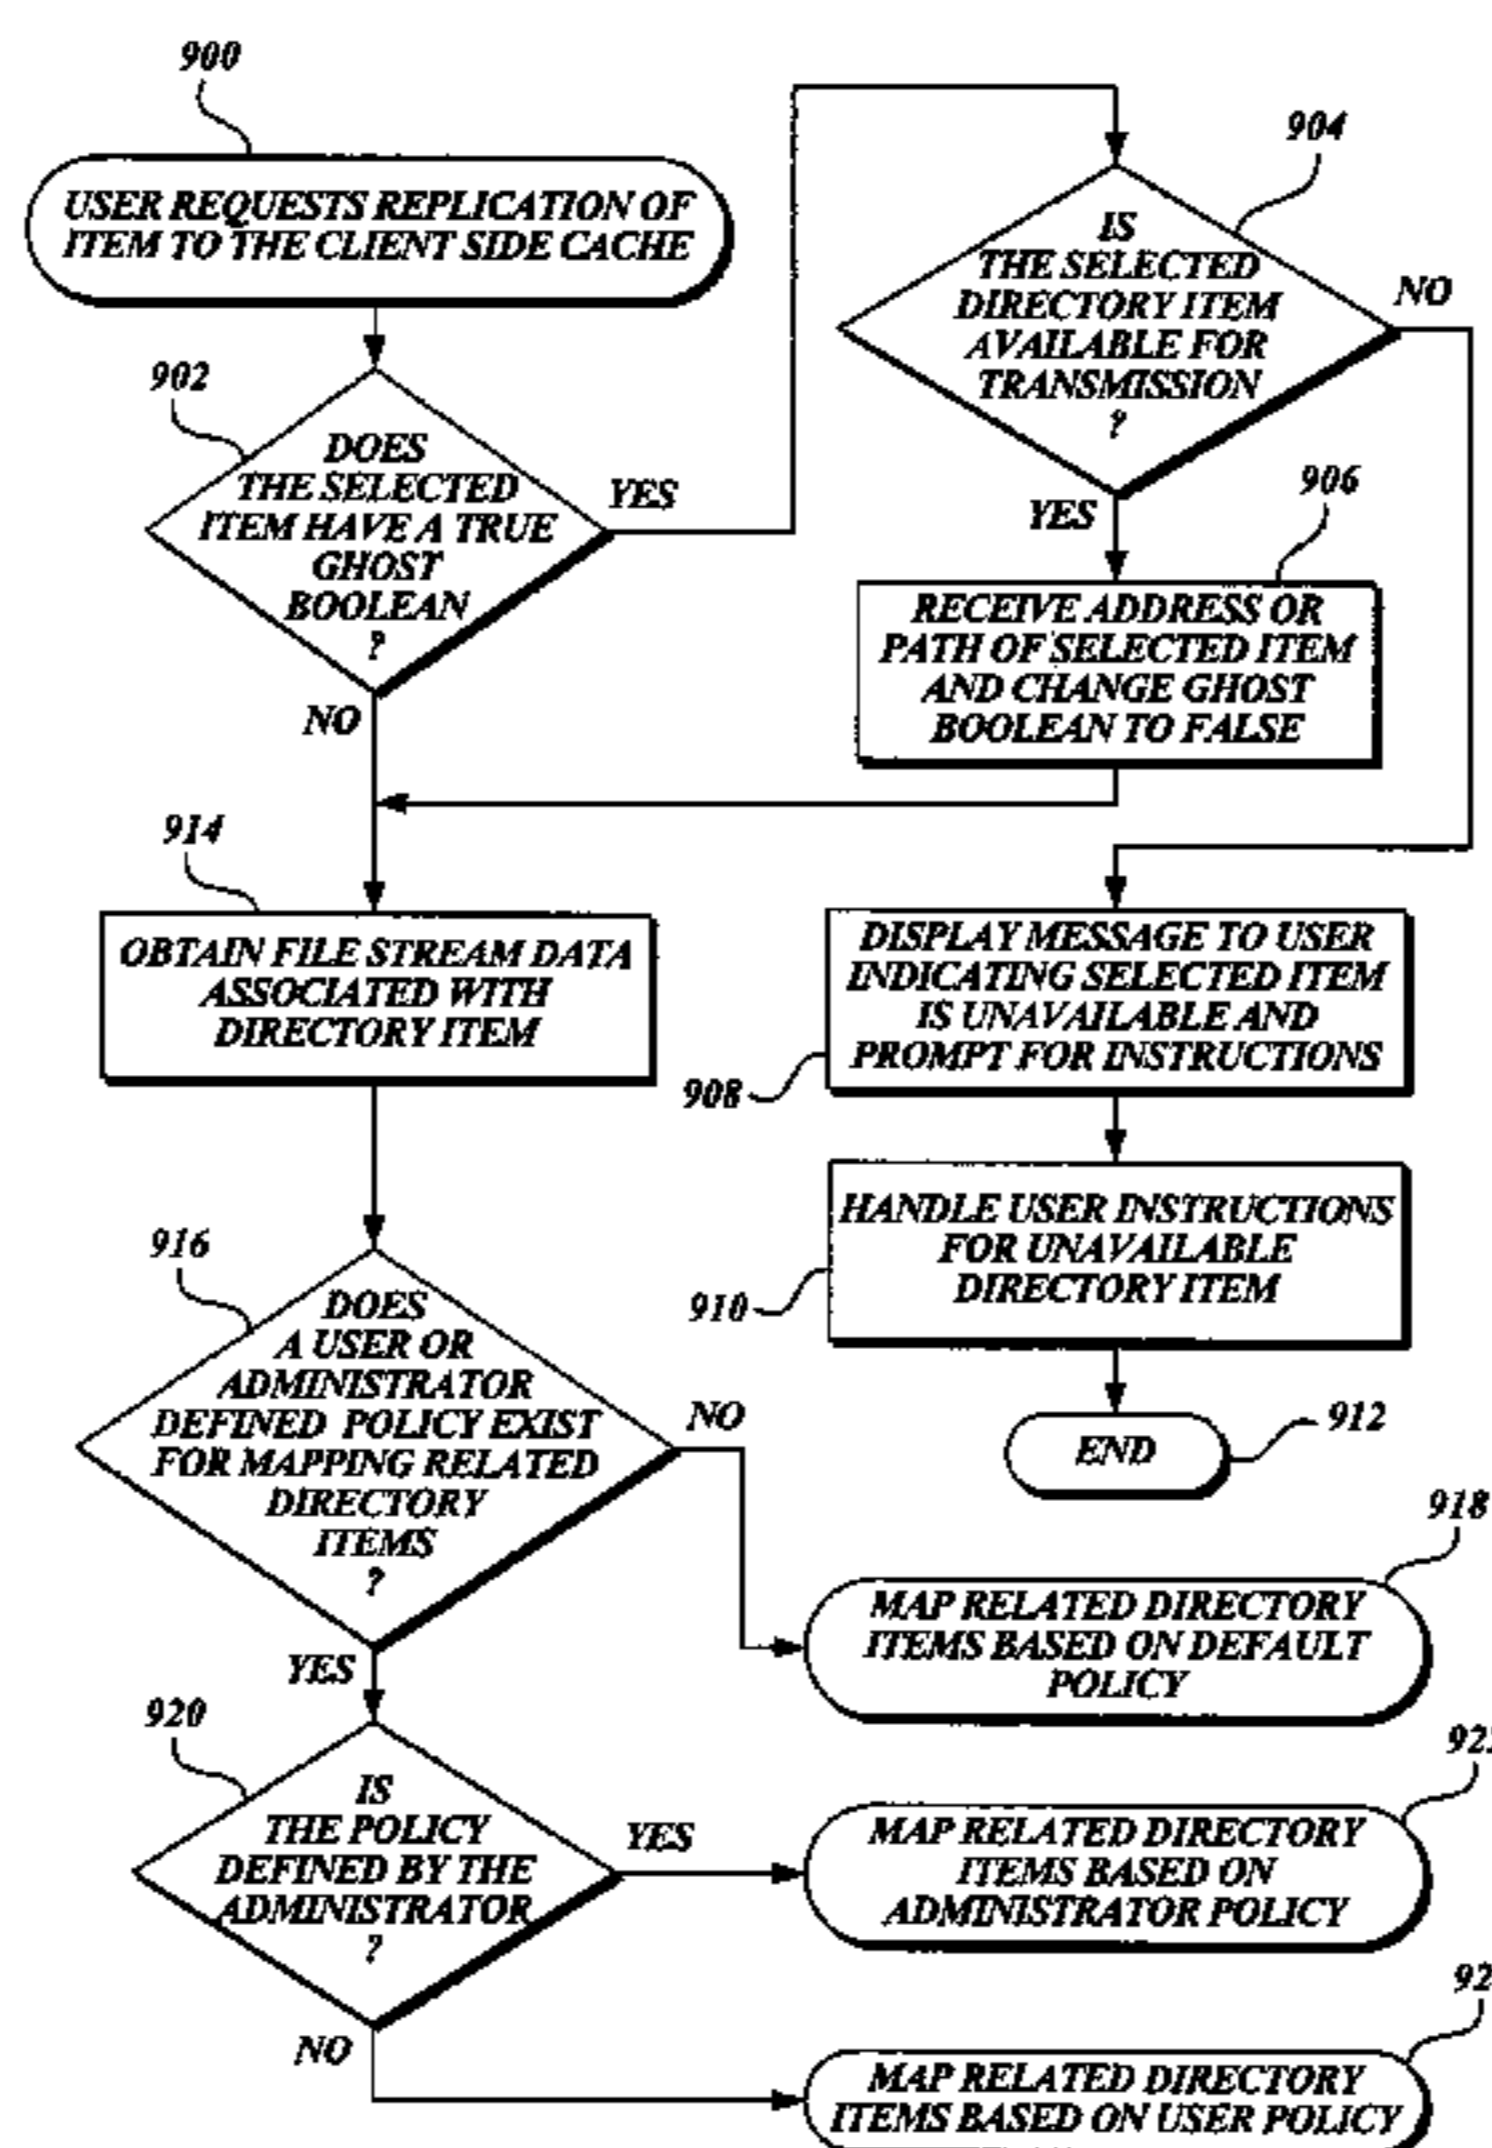 900
USER REQUESTS REPLICATION OF
ITEM TO THE CLIENT SIDE CACHE
902
DOES
THE SELECTED
ITEM HAVE A TRUE
GHOST
BOOLEAN
?
YES
NO
904
IS
THE SELECTED
DIRECTORY ITEM
AVAILABLE FOR
TRANSMISSION
?
NO
YES
906
RECEIVE ADDRESS OR
PATH OF SELECTED ITEM
AND CHANGE GHOST
BOOLEAN TO FALSE
914
OBTAIN FILE STREAM DATA
ASSOCIATED WITH
DIRECTORY ITEM
DISPLAY MESSAGE TO USER
INDICATING SELECTED ITEM
IS UNAVAILABLE AND
PROMPT FOR INSTRUCTIONS
908
HANDLE USER INSTRUCTIONS
FOR UNAVAILABLE
DIRECTORY ITEM
910
END
912
916
DOES
A USER OR
ADMINISTRATOR
DEFINED POLICY EXIST
FOR MAPPING RELATED
DIRECTORY
ITEMS
?
NO
YES
918
MAP RELATED DIRECTORY
ITEMS BASED ON DEFAULT
POLICY
920
IS
THE POLICY
DEFINED BY THE
ADMINISTRATOR
?
YES
NO
MAP RELATED DIRECTORY
ITEMS BASED ON
ADMINISTRATOR POLICY
MAP RELATED DIRECTORY
ITEMS BASED ON USER POLICY